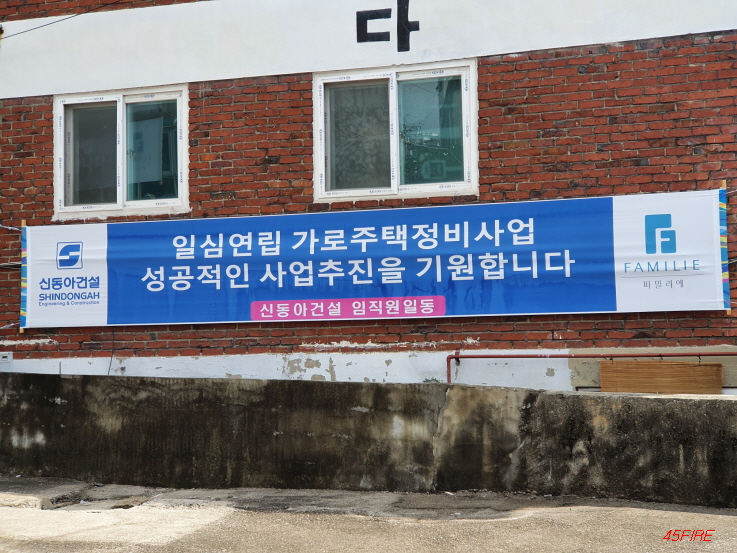 다
일심연립 가로주택정비사업
성공적인 사업추진을 기원합니다
신동아건설 임직원일동
신동아건설
SHINDONGAH
Engineering & Construction
FAMILIE
파밀리에
45FIRE